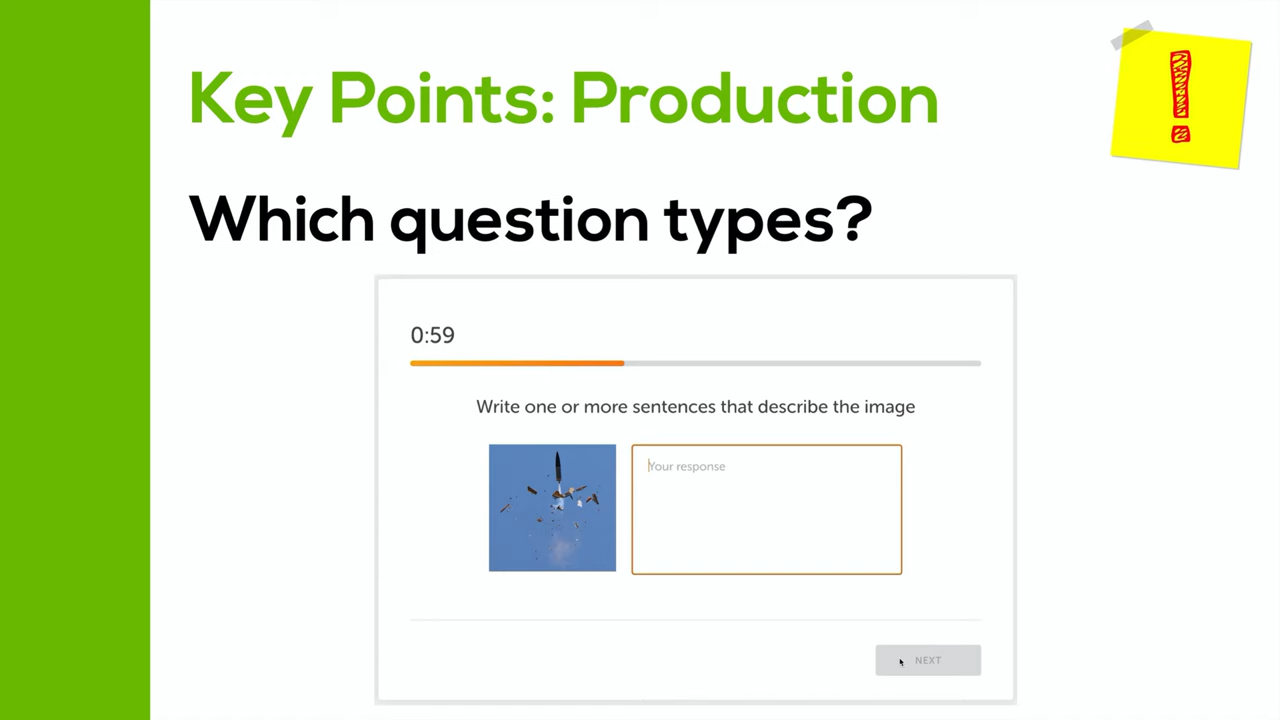 Key Points: Production
!
Which question types?
0:59
Write one or more sentences that describe the image
Your response
NEXT